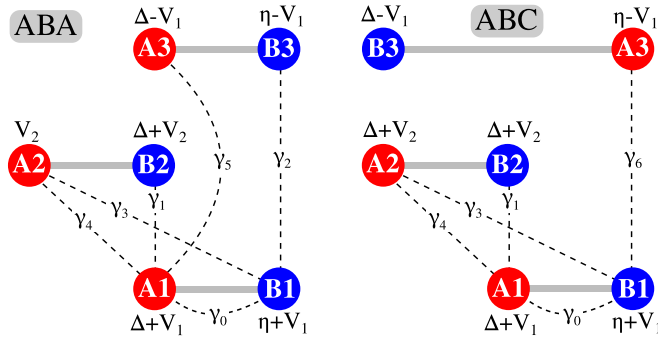 ABA
Δ-V₁
η-V₁
A3
B3
V₂
Δ+V₂
A2
B2
γ₅
γ₂
γ₁
γ₃
γ₄
A1
B1
γ₀
Δ+V₁
η+V₁
ABC
Δ-V₁
η-V₁
B3
A3
Δ+V₂
Δ+V₂
A2
B2
γ₆
γ₁
γ₃
γ₄
A1
B1
γ₀
Δ+V₁
η+V₁